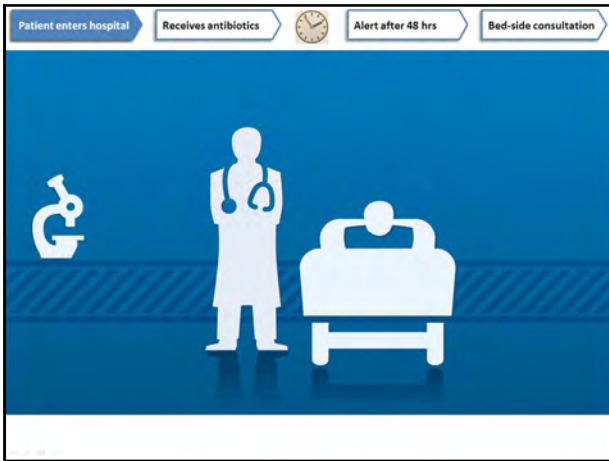 Patient enters hospital
Receives antibiotics
Alert after 48 hrs
Bed-side consultation